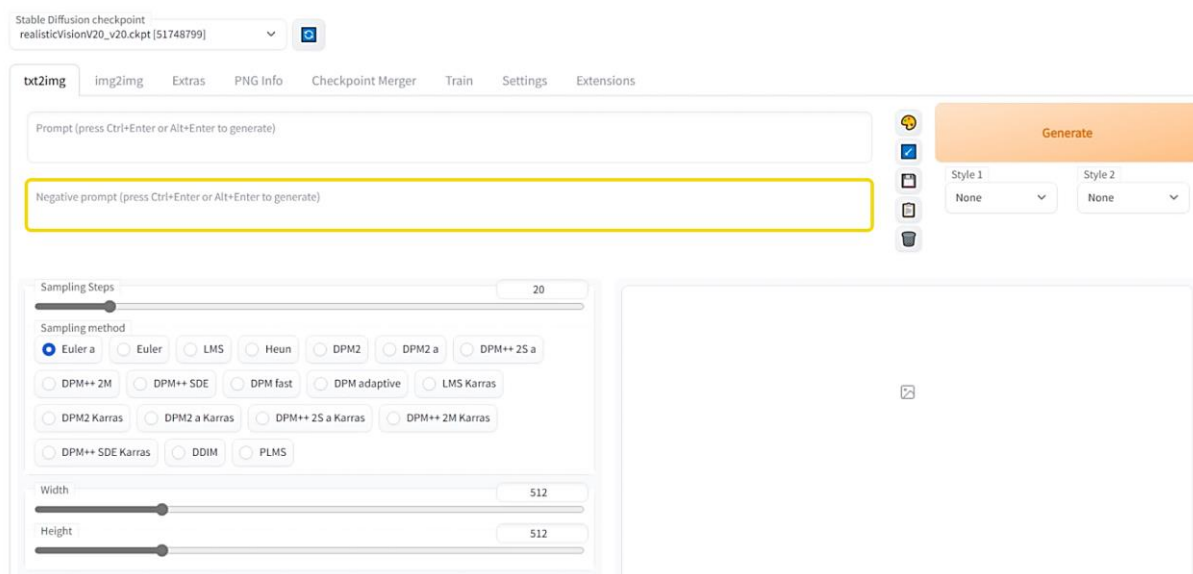 Stable Diffusion checkpoint
realisticVisionV20_v20.ckpt [51748799]
txt2img img2img Extras PNG Info Checkpoint Merger Train Settings Extensions
Prompt (press Ctrl+Enter or Alt+Enter to generate)
Generate
Negative prompt (press Ctrl+Enter or Alt+Enter to generate)
Style 1 Style 2
None None
Sampling Steps 20
Sampling method
Euler a Euler LMS Heun DPM2 DPM2 a DPM++ 2S a
DPM++ 2M DPM++ SDE DPM fast DPM adaptive LMS Karras
DPM2 Karras DPM2 a Karras DPM++ 2S a Karras DPM++ 2M Karras
DPM++ SDE Karras DDIM PLMS
Width 512
Height 512